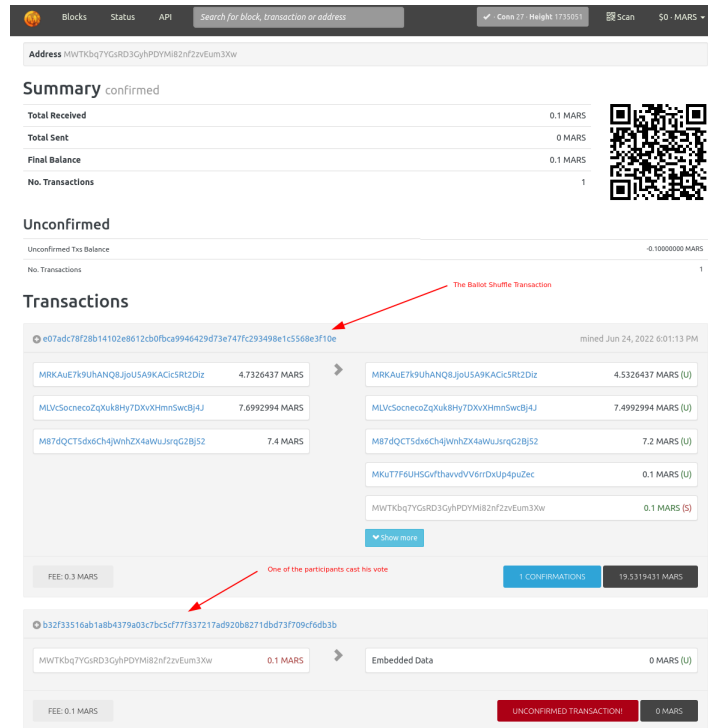 Blocks Status API Search for block, transaction or address ✔ · Conn 27 · Height 1735051 Scan $0 · MARS
Address MWTKbq7YGsRD3GyhPDYMi82nf2zvEum3Xw
Summary confirmed
Total Received 0.1 MARS
Total Sent 0 MARS
Final Balance 0.1 MARS
No. Transactions 1
Unconfirmed
Unconfirmed Txs Balance -0.10000000 MARS
No. Transactions 1
The Ballot Shuffle Transaction
Transactions
e07adc78f28b14102e8612cb0fbca9946429d73e747fc293498e1c5568e3f10e mined Jun 24, 2022 6:01:13 PM
MRKAuE7k9UhANQ8JjoU5A9KACic5Rt2Diz 4.7326437 MARS MRKAuE7k9UhANQ8JjoU5A9KACic5Rt2Diz 4.5326437 MARS (U)
MLVcSocnecoZqXuk8Hy7DXvXHmnSwcBj4J 7.6992994 MARS MLVcSocnecoZqXuk8Hy7DXvXHmnSwcBj4J 7.4992994 MARS (U)
M87dQCT5dx6Ch4jWnhZX4aWuJsrqG2Bj52 7.4 MARS M87dQCT5dx6Ch4jWnhZX4aWuJsrqG2Bj52 7.2 MARS (U)
MKuT7F6UHSGvfthavvdVV6rrDxUp4puZec 0.1 MARS (U)
MWTKbq7YGsRD3GyhPDYMi82nf2zvEum3Xw 0.1 MARS (S)
Show more
One of the participants cast his vote
FEE: 0.3 MARS 1 CONFIRMATIONS 19.5319431 MARS
b32f33516ab1a8b4379a03c7bc5cf77f337217ad920b8271dbd73f709cf6db3b
MWTKbq7YGsRD3GyhPDYMi82nf2zvEum3Xw 0.1 MARS Embedded Data 0 MARS (U)
FEE: 0.1 MARS UNCONFIRMED TRANSACTION! 0 MARS